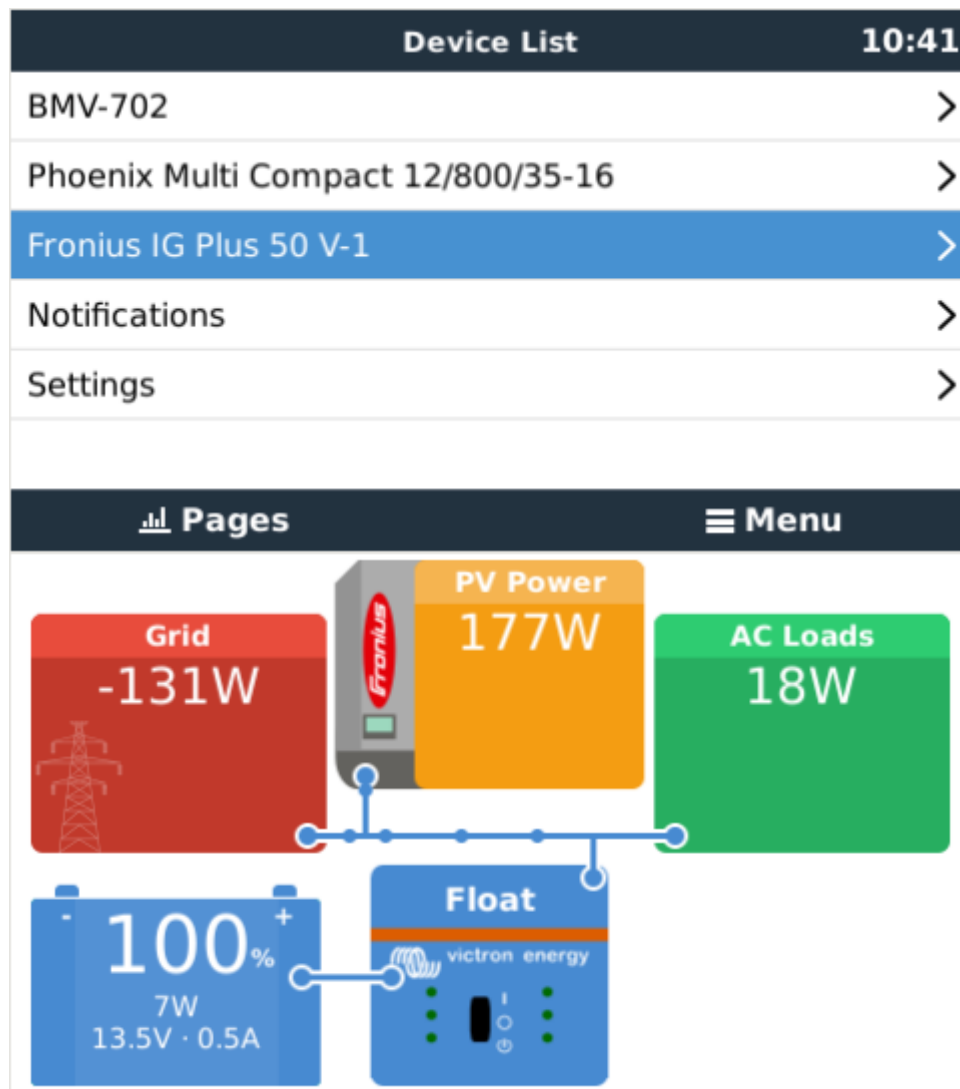 Device List 10:41
BMV-702
Phoenix Multi Compact 12/800/35-16
Fronius IG Plus 50 V-1
Notifications
Settings
Pages Menu
PV Power
177W
Fronius
Grid
-131W
AC Loads
18W
- +
100%
7W
13.5V · 0.5A
Float
victron energy
I